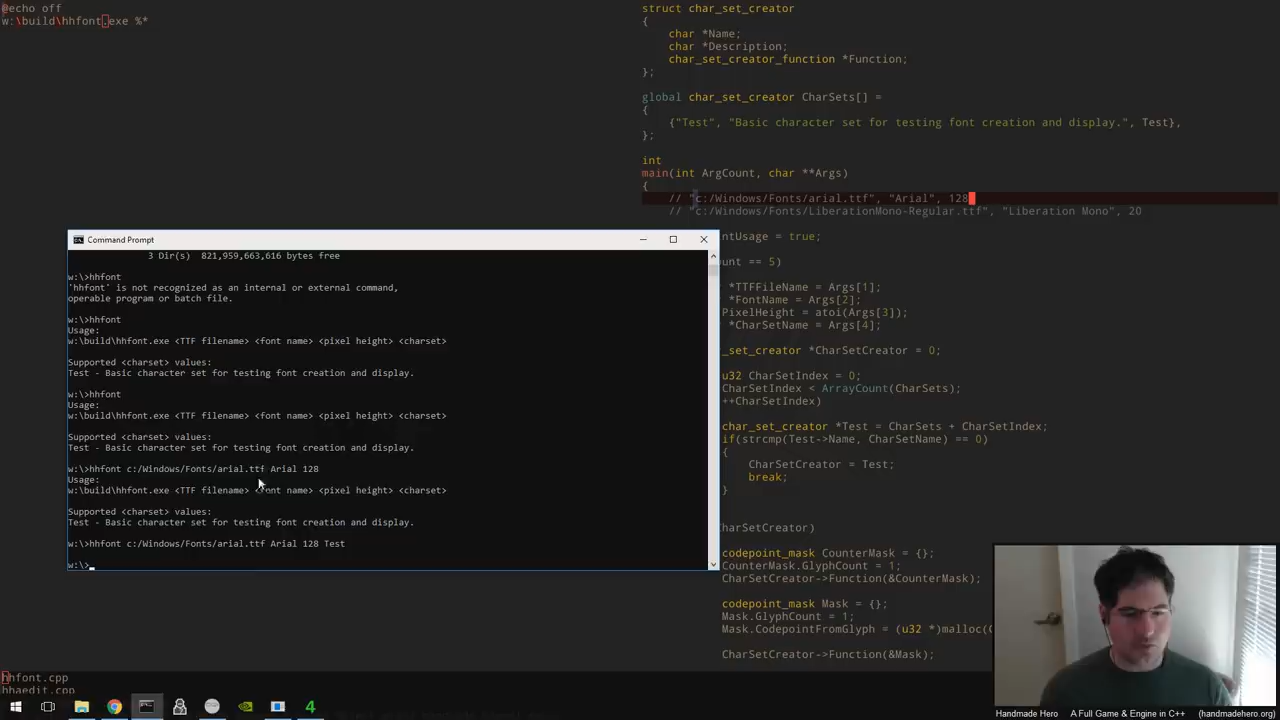 @echo off
w:\build\hhfont.exe %*
struct char_set_creator
{
char *Name;
char *Description;
char_set_creator_function *Function;
};
global char_set_creator CharSets[] =
{
{"Test", "Basic character set for testing font creation and display.", Test},
};
int
main(int ArgCount, char **Args)
{
// "c:/Windows/Fonts/arial.ttf", "Arial", 128
// "c:/Windows/Fonts/LiberationMono-Regular.ttf", "Liberation Mono", 20
ntUsage = true;
unt == 5)
*TTFFileName = Args[1];
*FontName = Args[2];
PixelHeight = atoi(Args[3]);
*CharSetName = Args[4];
_set_creator *CharSetCreator = 0;
u32 CharSetIndex = 0;
CharSetIndex < ArrayCount(CharSets);
++CharSetIndex)
char_set_creator *Test = CharSets + CharSetIndex;
if(strcmp(Test->Name, CharSetName) == 0)
{
CharSetCreator = Test;
break;
}
CharSetCreator)
codepoint_mask CounterMask = {};
CounterMask.GlyphCount = 1;
CharSetCreator->Function(&CounterMask);
codepoint_mask Mask = {};
Mask.GlyphCount = 1;
Mask.CodepointFromGlyph = (u32 *)malloc(
CharSetCreator->Function(&Mask);
Command Prompt
3 Dir(s) 821,959,663,616 bytes free
w:\>hhfont
'hhfont' is not recognized as an internal or external command,
operable program or batch file.
w:\>hhfont
Usage:
w:\build\hhfont.exe <TTF filename> <font name> <pixel height> <charset>
Supported <charset> values:
Test - Basic character set for testing font creation and display.
w:\>hhfont
Usage:
w:\build\hhfont.exe <TTF filename> <font name> <pixel height> <charset>
Supported <charset> values:
Test - Basic character set for testing font creation and display.
w:\>hhfont c:/Windows/Fonts/arial.ttf Arial 128
Usage:
w:\build\hhfont.exe <TTF filename> <font name> <pixel height> <charset>
Supported <charset> values:
Test - Basic character set for testing font creation and display.
w:\>hhfont c:/Windows/Fonts/arial.ttf Arial 128 Test
w:\>
hhfont.cpp
hhaedit.cpp
4
Handmade Hero A Full Game & Engine in C++ (handmadehero.org)